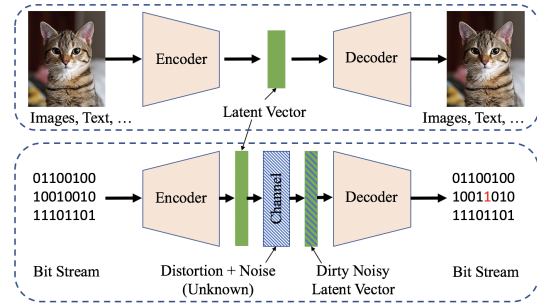 Encoder
Decoder
Images, Text, …
Latent Vector
Images, Text, …
01100100
10010010
11101101
Encoder
Channel
Decoder
01100100
10011010
11101101
Bit Stream
Distortion + Noise
(Unknown)
Dirty Noisy
Latent Vector
Bit Stream